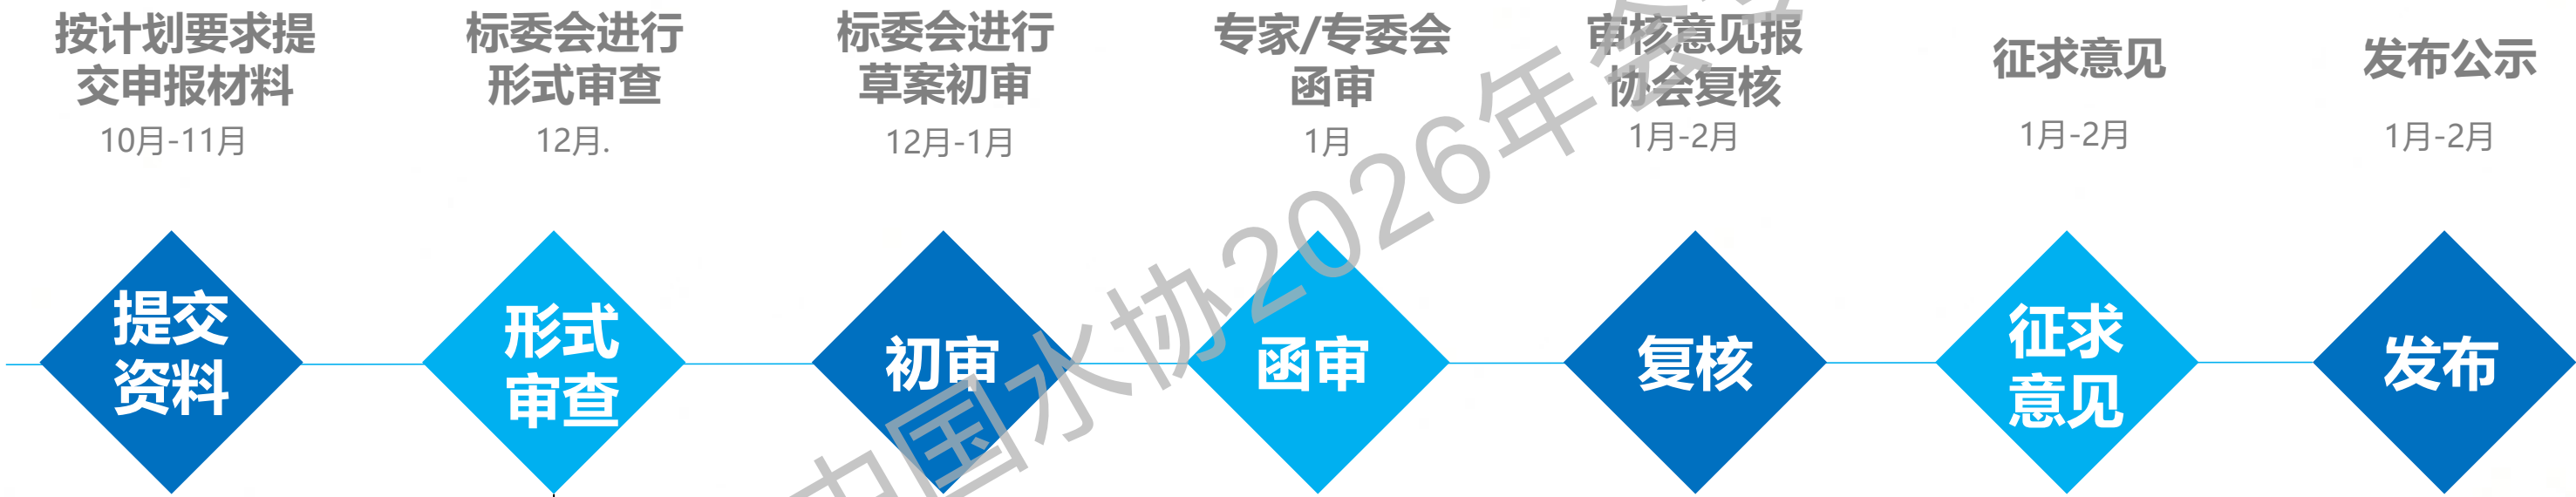 按计划要求提
交申报材料
10月-11月
标委会进行
形式审查
12月.
标委会进行
草案初审
12月-1月
专家/专委会
函审
1月
审核意见报
协会复核
1月-2月
征求意见
1月-2月
发布公示
1月-2月
提交
资料
形式
审查
初审
函审
复核
征求
意见
发布
中国水协2026年会